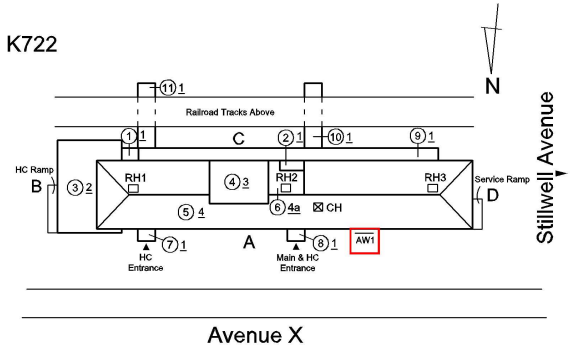 K722
N
11 1
Railroad Tracks Above
1 1
C
2 1
10 1
9 1
HC Ramp
B
3 2
RH1
4 3
RH2
RH3
Service Ramp
D
5 4
6 4a
CH
7 1
A
8 1
AW1
HC
Entrance
Main & HC
Entrance
Stillwell Avenue
Avenue X